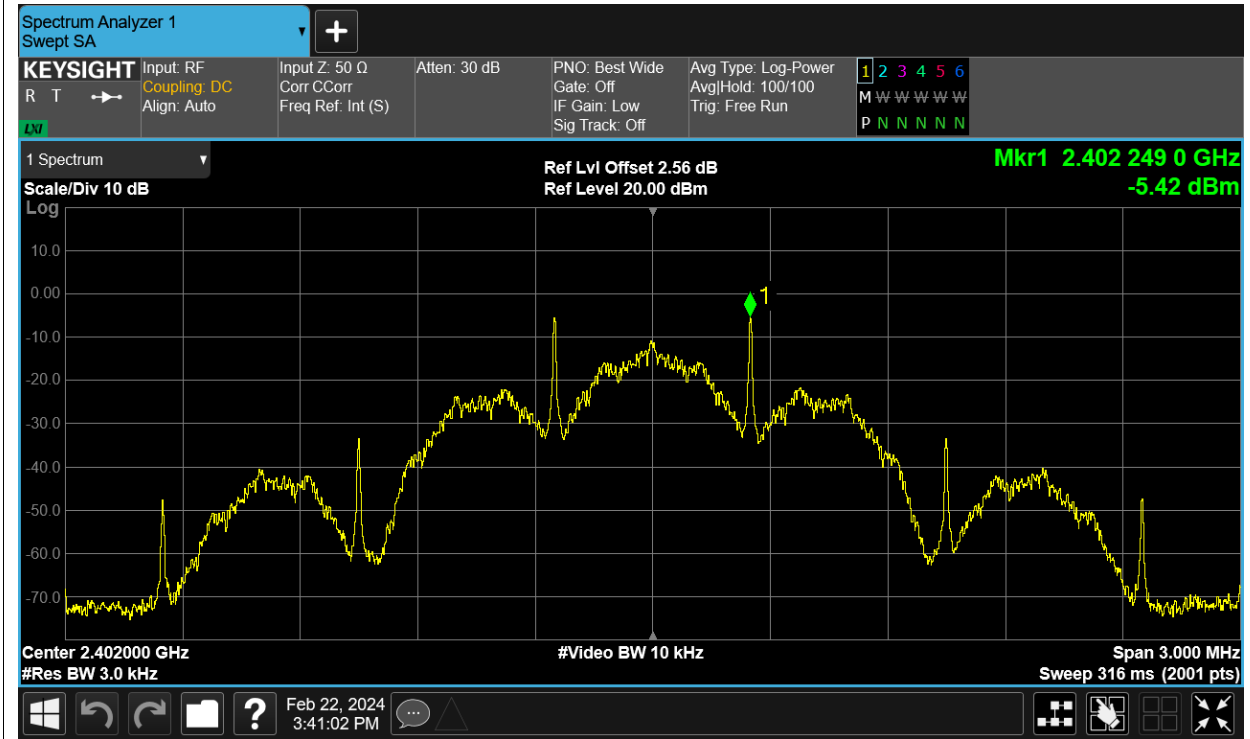 Spectrum Analyzer 1
Swept SA
+
KEYSIGHT
R T
LXI
Input: RF
Coupling: DC
Align: Auto
Input Z: 50 Ω
Corr CCorr
Freq Ref: Int (S)
Atten: 30 dB
PNO: Best Wide
Gate: Off
IF Gain: Low
Sig Track: Off
Avg Type: Log-Power
Avg|Hold: 100/100
Trig: Free Run
1 2 3 4 5 6
M W W W W W
P N N N N N
1 Spectrum
Scale/Div 10 dB
Log
Ref Lvl Offset 2.56 dB
Ref Level 20.00 dBm
Mkr1 2.402 249 0 GHz
-5.42 dBm
10.0
0.00
-10.0
-20.0
-30.0
-40.0
-50.0
-60.0
-70.0
1
Center 2.402000 GHz
#Res BW 3.0 kHz
#Video BW 10 kHz
Span 3.000 MHz
Sweep 316 ms (2001 pts)
?
Feb 22, 2024
3:41:02 PM